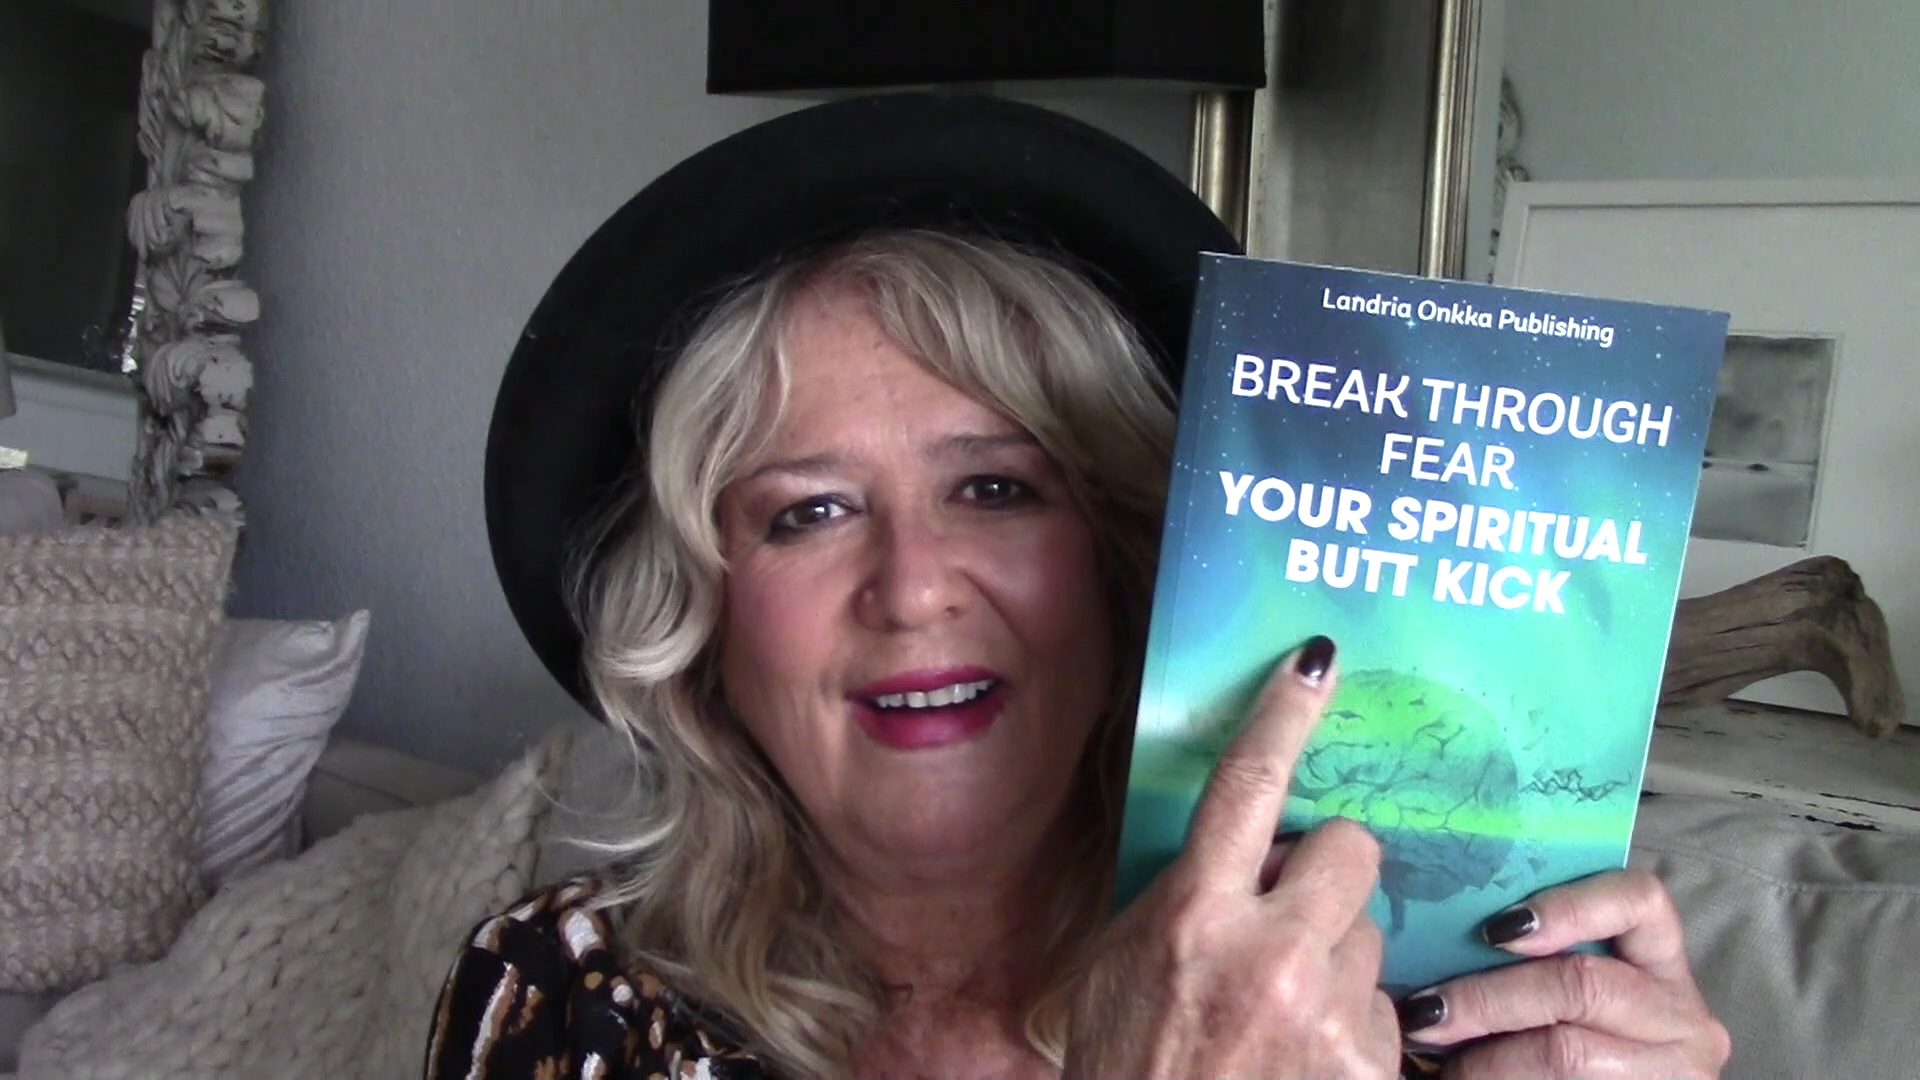 Landria Onkka Publishing
BREAK THROUGH
FEAR
YOUR SPIRITUAL
BUTT KICK